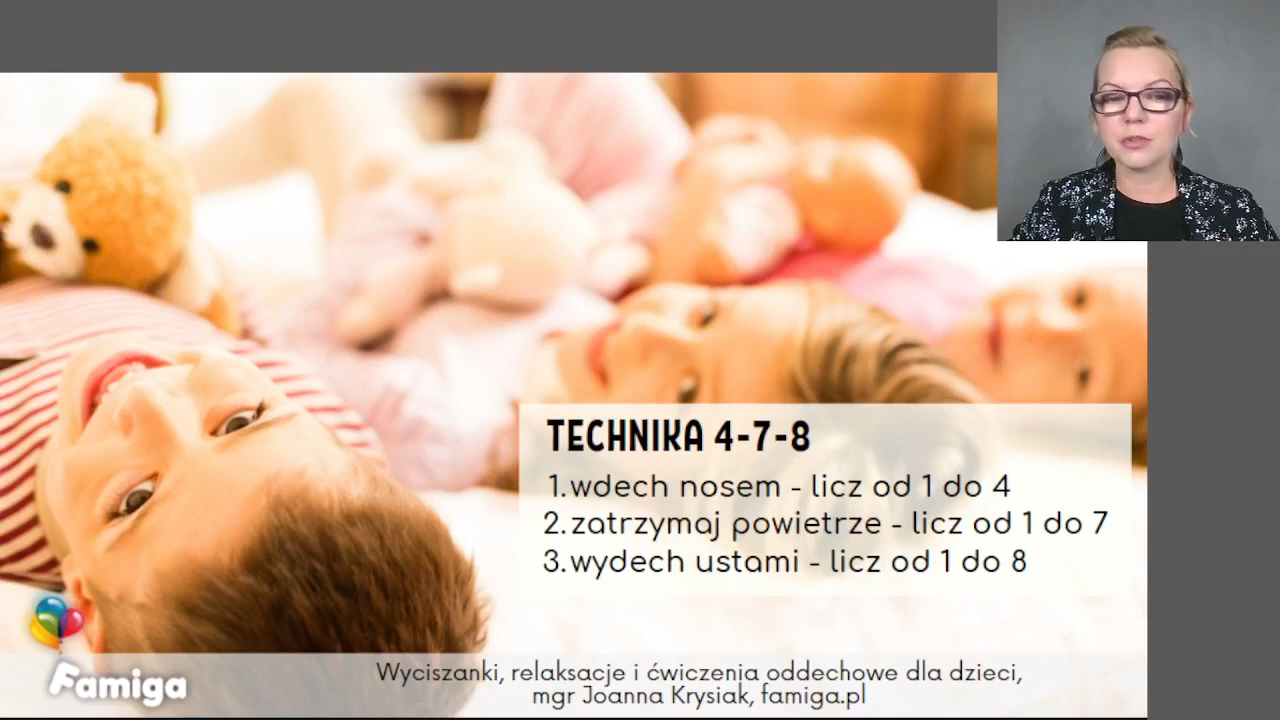 TECHNIKA 4-7-8
1.wdech nosem - licz od 1 do 4
2.zatrzymaj powietrze - licz od 1 do 7
3.wydech ustami - licz od 1 do 8
Famiga
Wyciszanki, relaksacje i ćwiczenia oddechowe dla dzieci,
mgr Joanna Krysiak, famiga.pl